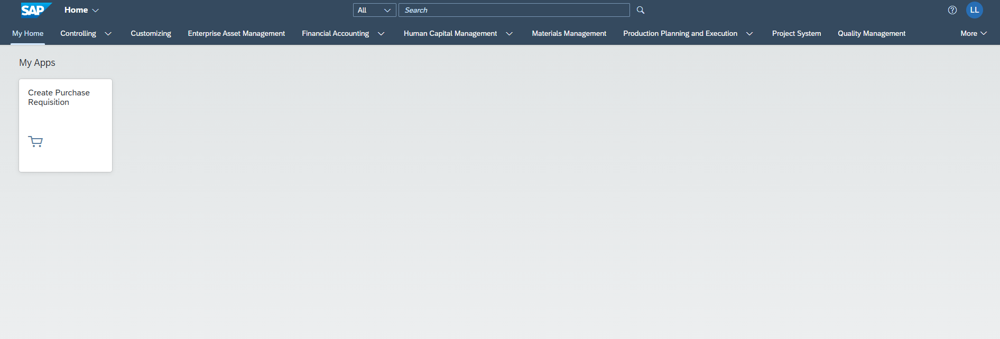 SAP Home
All Search
LL
My Home Controlling Customizing Enterprise Asset Management Financial Accounting Human Capital Management Materials Management Production Planning and Execution Project System Quality Management More
My Apps
Create Purchase
Requisition